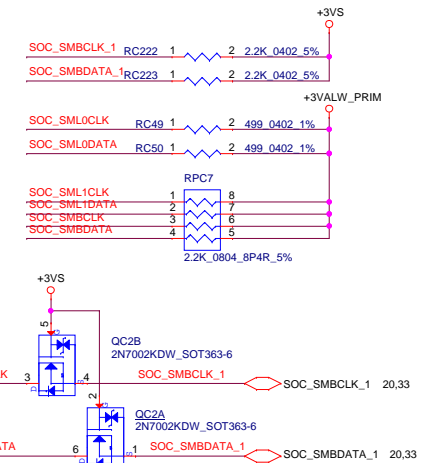 +3VS
SOC_SMBCLK_1 RC222 1 2 2.2K_0402_5%
SOC_SMBDATA_1 RC223 1 2 2.2K_0402_5%
+3VALW_PRIM
SOC_SML0CLK RC49 1 2 499_0402_1%
SOC_SML0DATA RC50 1 2 499_0402_1%
RPC7
SOC_SML1CLK 1 8
SOC_SML1DATA 2 7
SOC_SMBCLK 3 6
SOC_SMBDATA 4 5
2.2K_0804_8P4R_5%
+3VS
5
G
QC2B
2N7002KDW_SOT363-6
LK 3 D S 4 SOC_SMBCLK_1 SOC_SMBCLK_1 20,33
2
G
QC2A
2N7002KDW_SOT363-6
ATA 6 D S 1 SOC_SMBDATA_1 SOC_SMBDATA_1 20,33